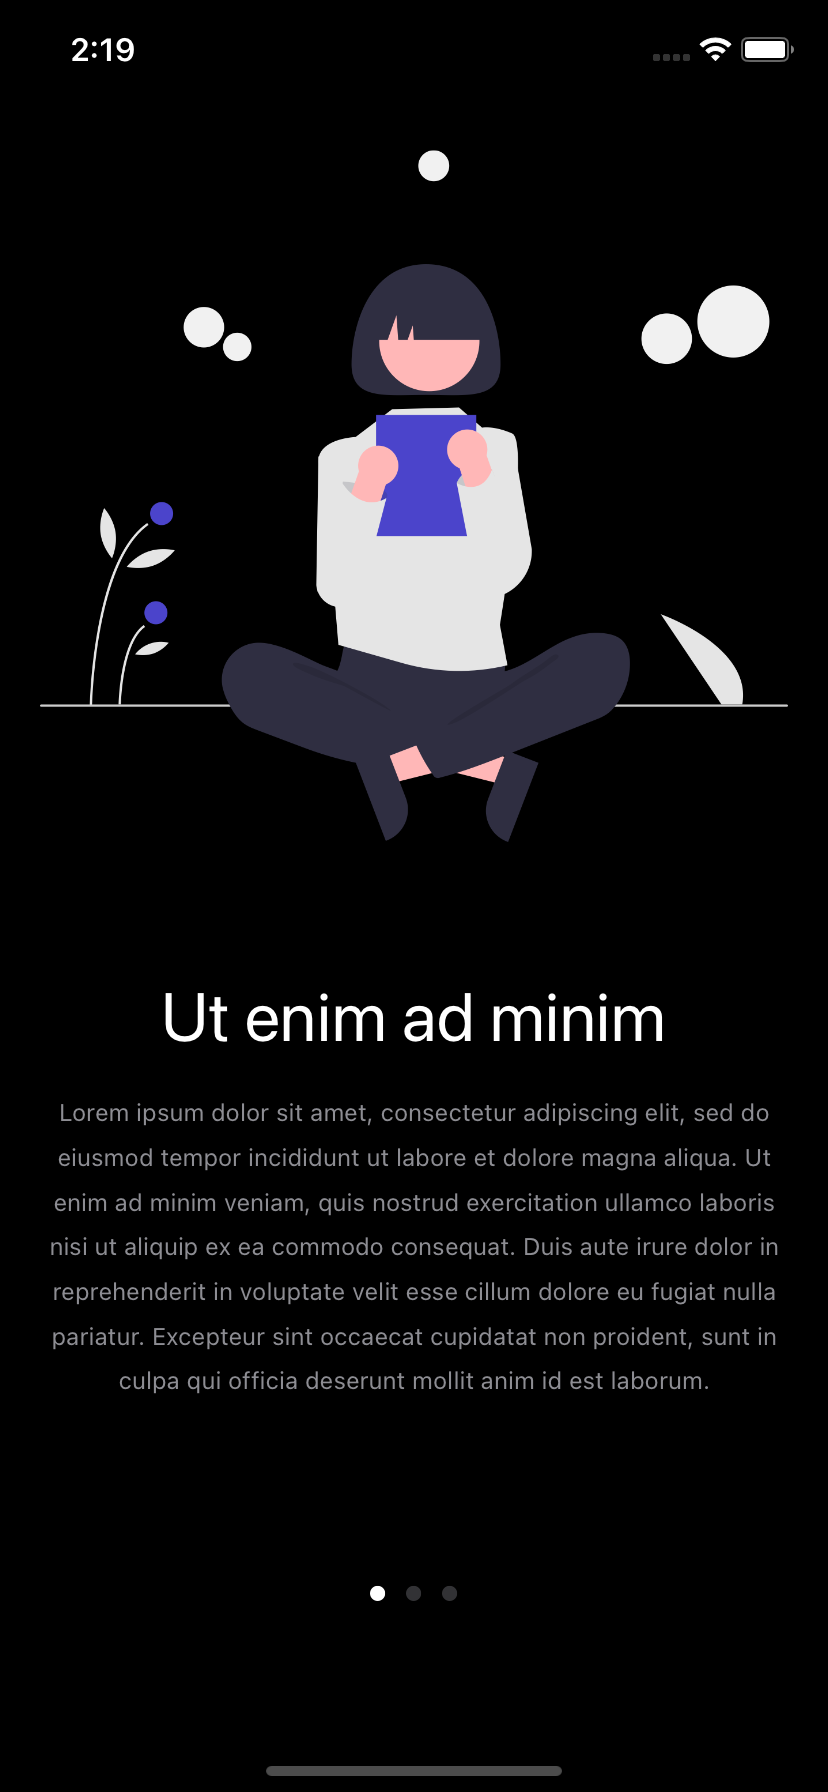 2:19
Ut enim ad minim
Lorem ipsum dolor sit amet, consectetur adipiscing elit, sed do
eiusmod tempor incididunt ut labore et dolore magna aliqua. Ut
enim ad minim veniam, quis nostrud exercitation ullamco laboris
nisi ut aliquip ex ea commodo consequat. Duis aute irure dolor in
reprehenderit in voluptate velit esse cillum dolore eu fugiat nulla
pariatur. Excepteur sint occaecat cupidatat non proident, sunt in
culpa qui officia deserunt mollit anim id est laborum.